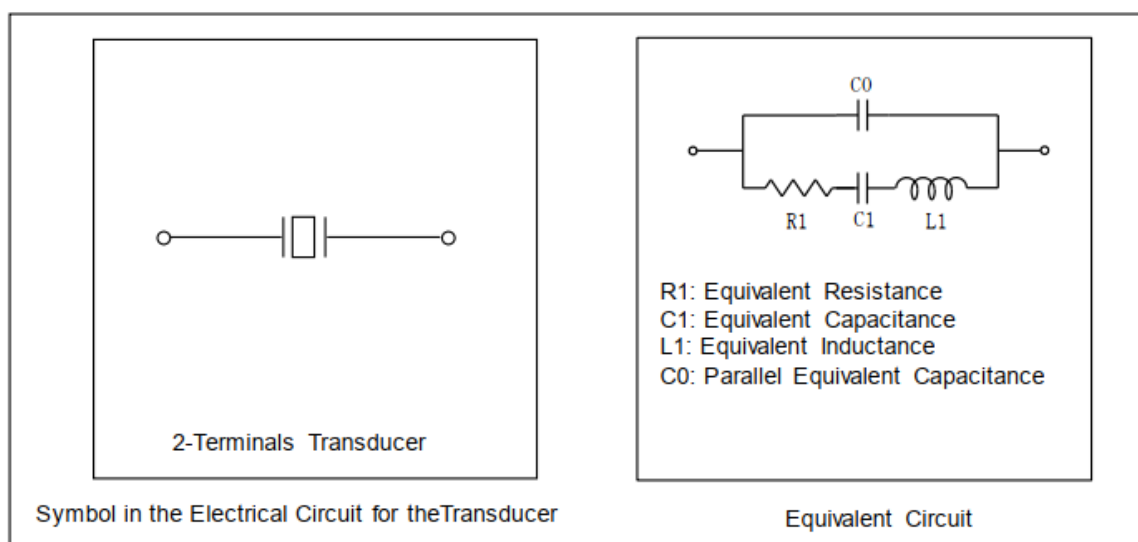 C0
R1 C1 L1
R1: Equivalent Resistance
C1: Equivalent Capacitance
L1: Equivalent Inductance
C0: Parallel Equivalent Capacitance
2-Terminals Transducer
Symbol in the Electrical Circuit for theTransducer
Equivalent Circuit